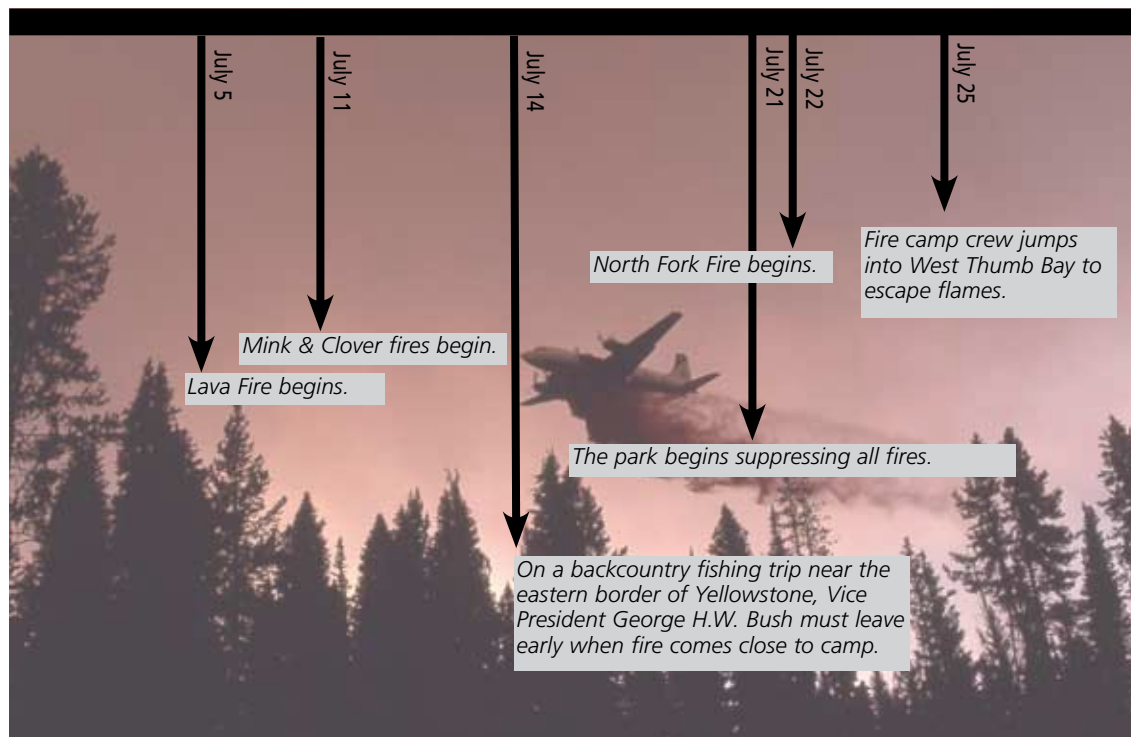 July 5
July 11
July 14
July 21
July 22
July 25
Lava Fire begins.
Mink & Clover fires begin.
On a backcountry fishing trip near the
eastern border of Yellowstone, Vice
President George H.W. Bush must leave
early when fire comes close to camp.
The park begins suppressing all fires.
North Fork Fire begins.
Fire camp crew jumps
into West Thumb Bay to
escape flames.